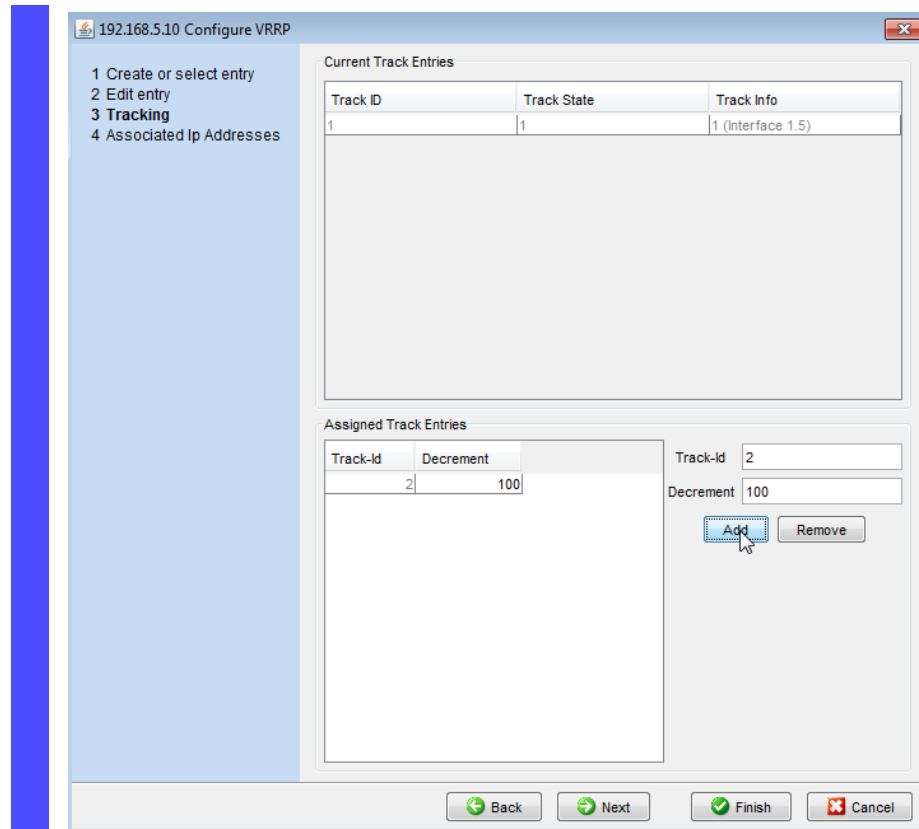 192.168.5.10 Configure VRRP
1 Create or select entry
2 Edit entry
3 Tracking
4 Associated Ip Addresses
Current Track Entries
Track ID Track State Track Info
1 1 1 (Interface 1.5)
Assigned Track Entries
Track-Id Decrement
2 100
Track-Id 2
Decrement 100
Add Remove
Back Next Finish Cancel